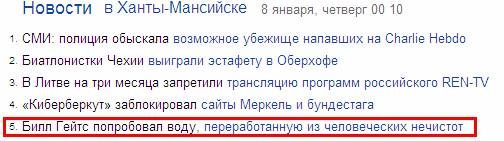 Новости в Ханты-Мансийске 8 января, четверг 00 10
1. СМИ: полиция обыскала возможное убежище напавших на Charlie Hebdo
2. Биатлонистки Чехии выиграли эстафету в Оберхофе
3. В Литве на три месяца запретили трансляцию программ российского REN-TV
4. «Киберберкут» заблокировал сайты Меркель и бундестага
5. Билл Гейтс попробовал воду, переработанную из человеческих нечистот